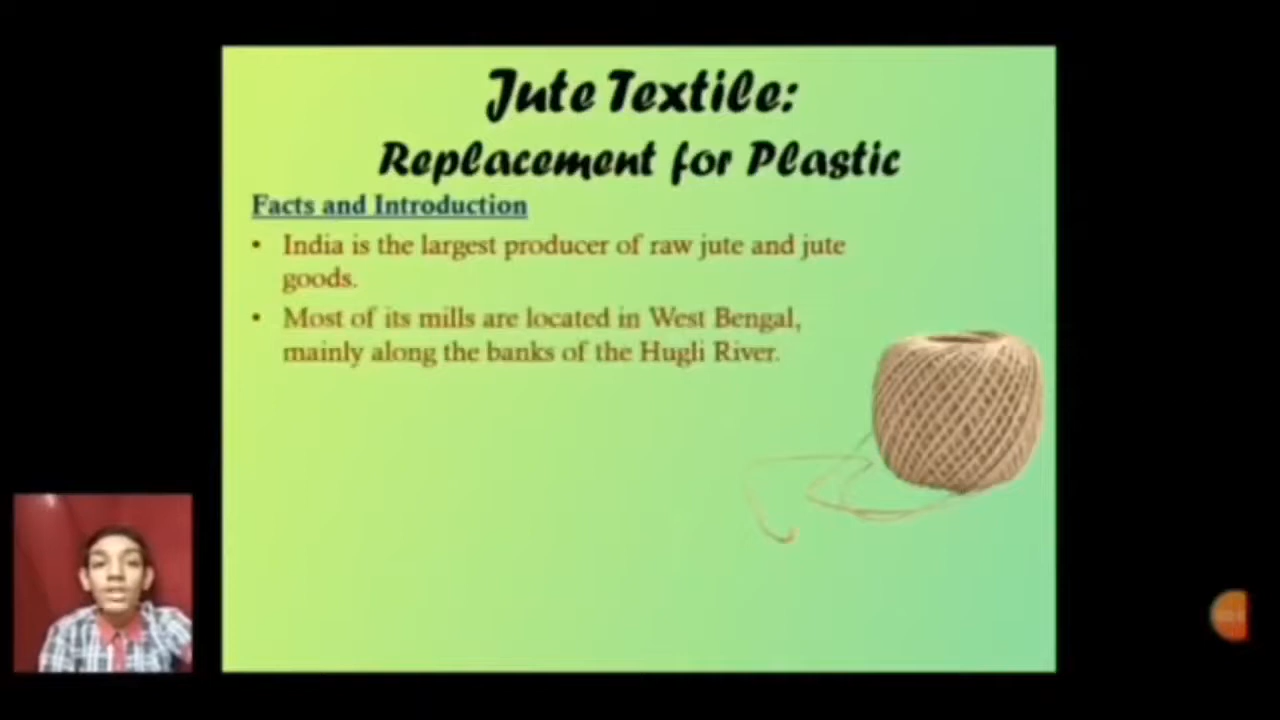 Jute Textile:
Replacement for Plastic
Facts and Introduction
• India is the largest producer of raw jute and jute
goods.
• Most of its mills are located in West Bengal,
mainly along the banks of the Hugli River.